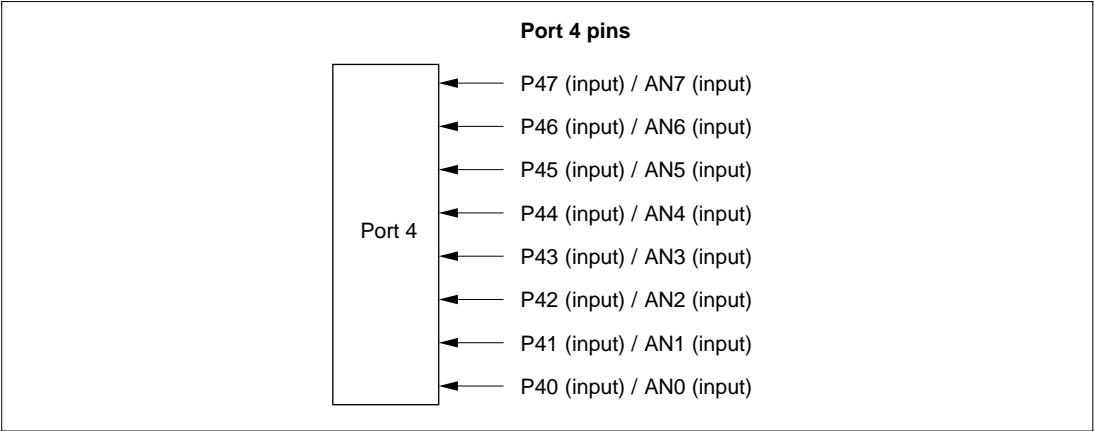 Port 4 pins
P47 (input) / AN7 (input)
P46 (input) / AN6 (input)
P45 (input) / AN5 (input)
P44 (input) / AN4 (input)
Port 4
P43 (input) / AN3 (input)
P42 (input) / AN2 (input)
P41 (input) / AN1 (input)
P40 (input) / AN0 (input)